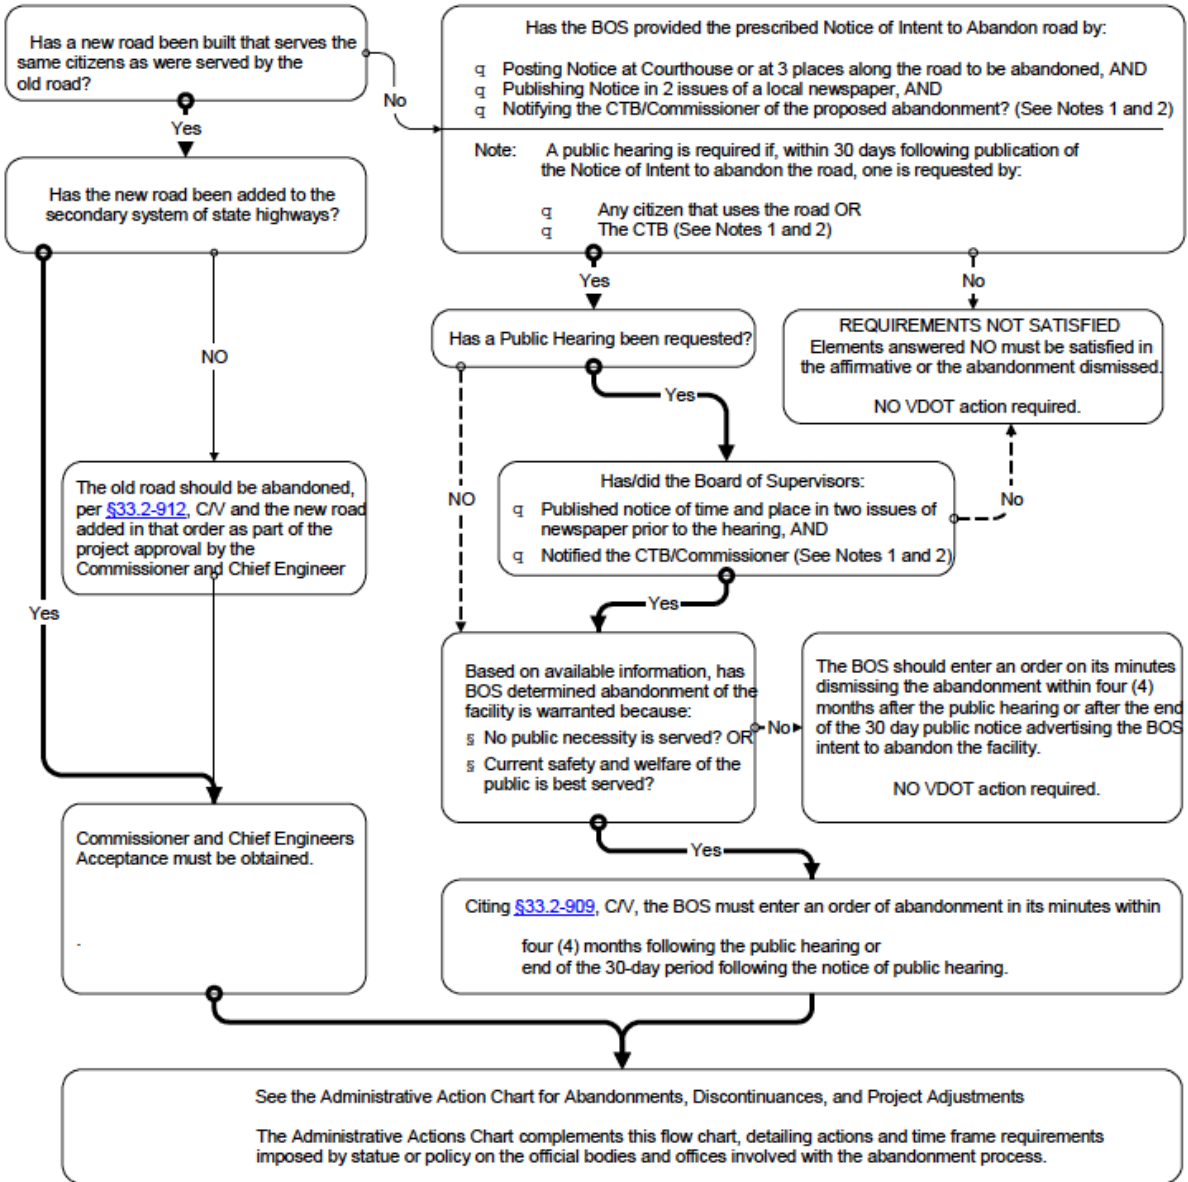 Has a new road been built that serves the
same citizens as were served by the
old road?
No
Yes
Has the BOS provided the prescribed Notice of Intent to Abandon road by:
q Posting Notice at Courthouse or at 3 places along the road to be abandoned, AND
q Publishing Notice in 2 issues of a local newspaper, AND
q Notifying the CTB/Commissioner of the proposed abandonment? (See Notes 1 and 2)
Note: A public hearing is required if, within 30 days following publication of
the Notice of Intent to abandon the road, one is requested by:
q Any citizen that uses the road OR
q The CTB (See Notes 1 and 2)
Has the new road been added to the
secondary system of state highways?
Yes
No
NO
Has a Public Hearing been requested?
REQUIREMENTS NOT SATISFIED
Elements answered NO must be satisfied in
the affirmative or the abandonment dismissed.
NO VDOT action required.
Yes
NO
The old road should be abandoned,
per §33.2-912, C/V and the new road
added in that order as part of the
project approval by the
Commissioner and Chief Engineer
Has/did the Board of Supervisors:
q Published notice of time and place in two issues of
newspaper prior to the hearing, AND
q Notified the CTB/Commissioner (See Notes 1 and 2)
No
Yes
Yes
Based on available information, has
BOS determined abandonment of the
facility is warranted because:
§ No public necessity is served? OR
§ Current safety and welfare of the
public is best served?
No
The BOS should enter an order on its minutes
dismissing the abandonment within four (4)
months after the public hearing or after the end
of the 30 day public notice advertising the BOS
intent to abandon the facility.
NO VDOT action required.
Commissioner and Chief Engineers
Acceptance must be obtained.
.
Yes
Citing §33.2-909, C/V, the BOS must enter an order of abandonment in its minutes within
four (4) months following the public hearing or
end of the 30-day period following the notice of public hearing.
See the Administrative Action Chart for Abandonments, Discontinuances, and Project Adjustments
The Administrative Actions Chart complements this flow chart, detailing actions and time frame requirements
imposed by statue or policy on the official bodies and offices involved with the abandonment process.